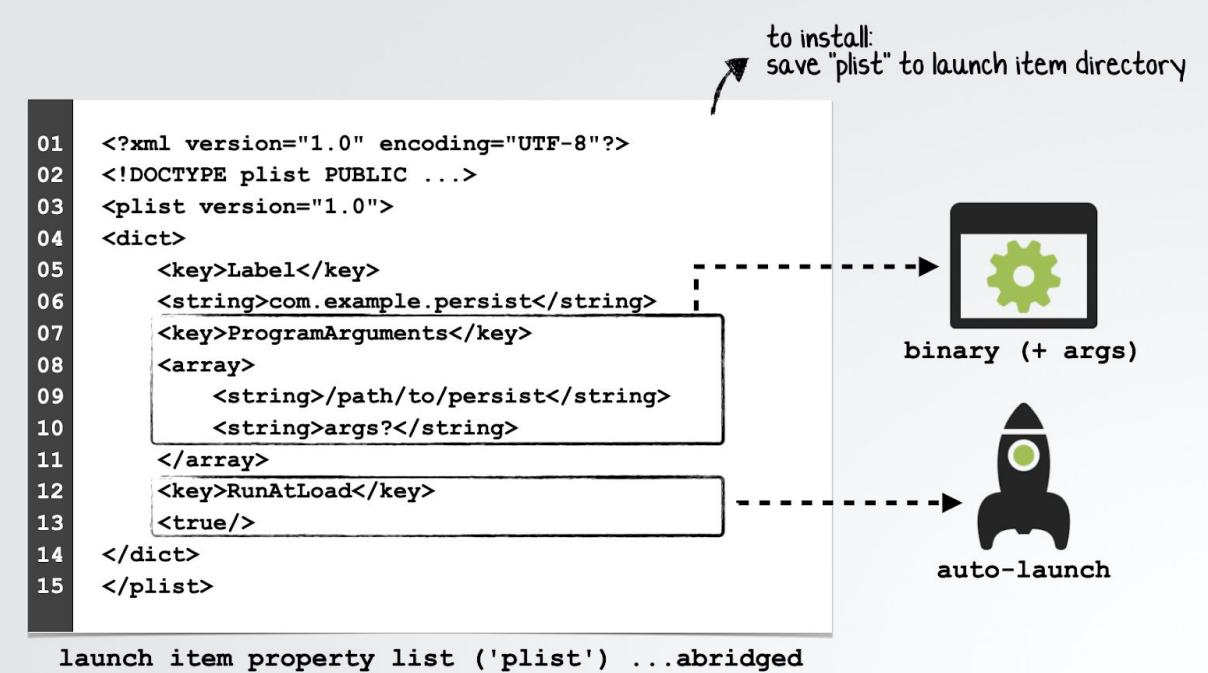 to install:
save "plist" to launch item directory
01 <?xml version="1.0" encoding="UTF-8"?>
02 <!DOCTYPE plist PUBLIC ...>
03 <plist version="1.0">
04 <dict>
05 <key>Label</key>
06 <string>com.example.persist</string>
07 <key>ProgramArguments</key>
08 <array>
09 <string>/path/to/persist</string>
10 <string>args?</string>
11 </array>
12 <key>RunAtLoad</key>
13 <true/>
14 </dict>
15 </plist>
binary (+ args)
auto-launch
launch item property list ('plist') ...abridged